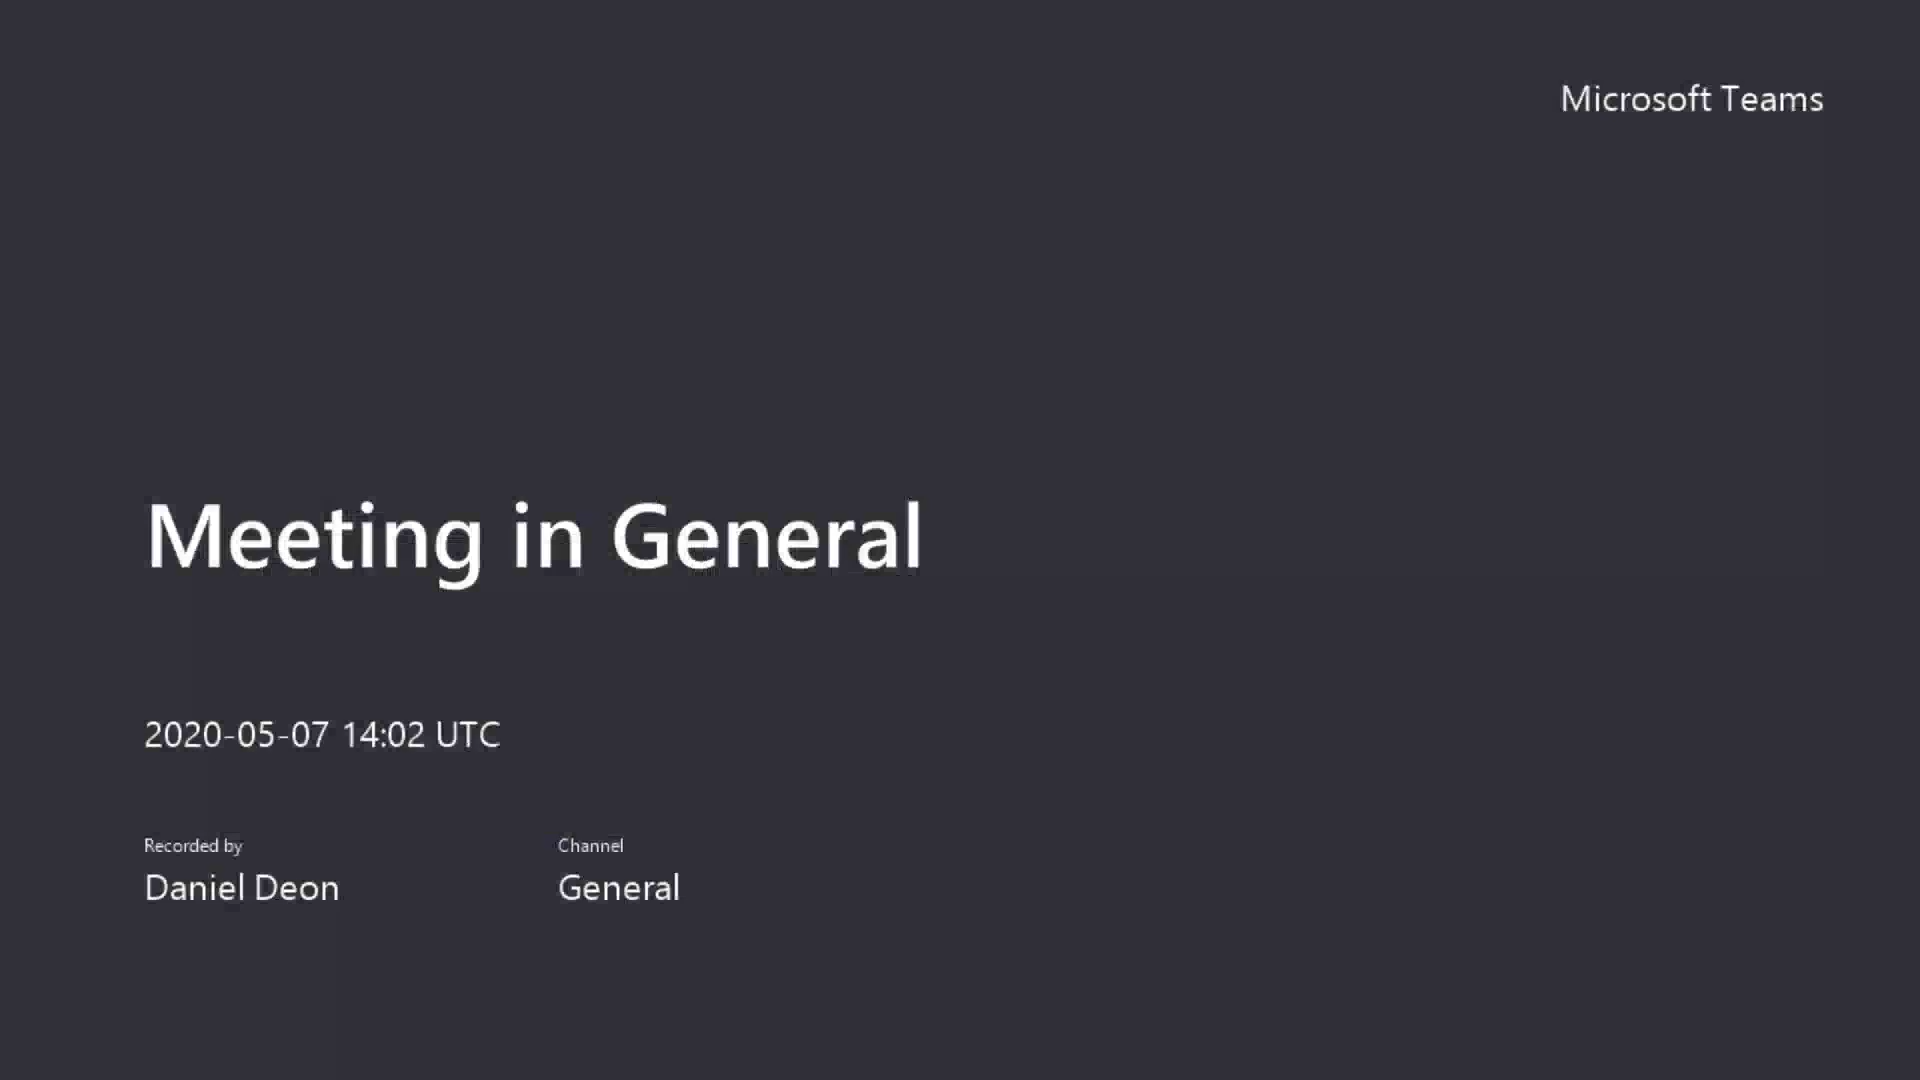 Microsoft Teams
Meeting in General
2020-05-07 14:02 UTC
Recorded by
Daniel Deon
Channel
General